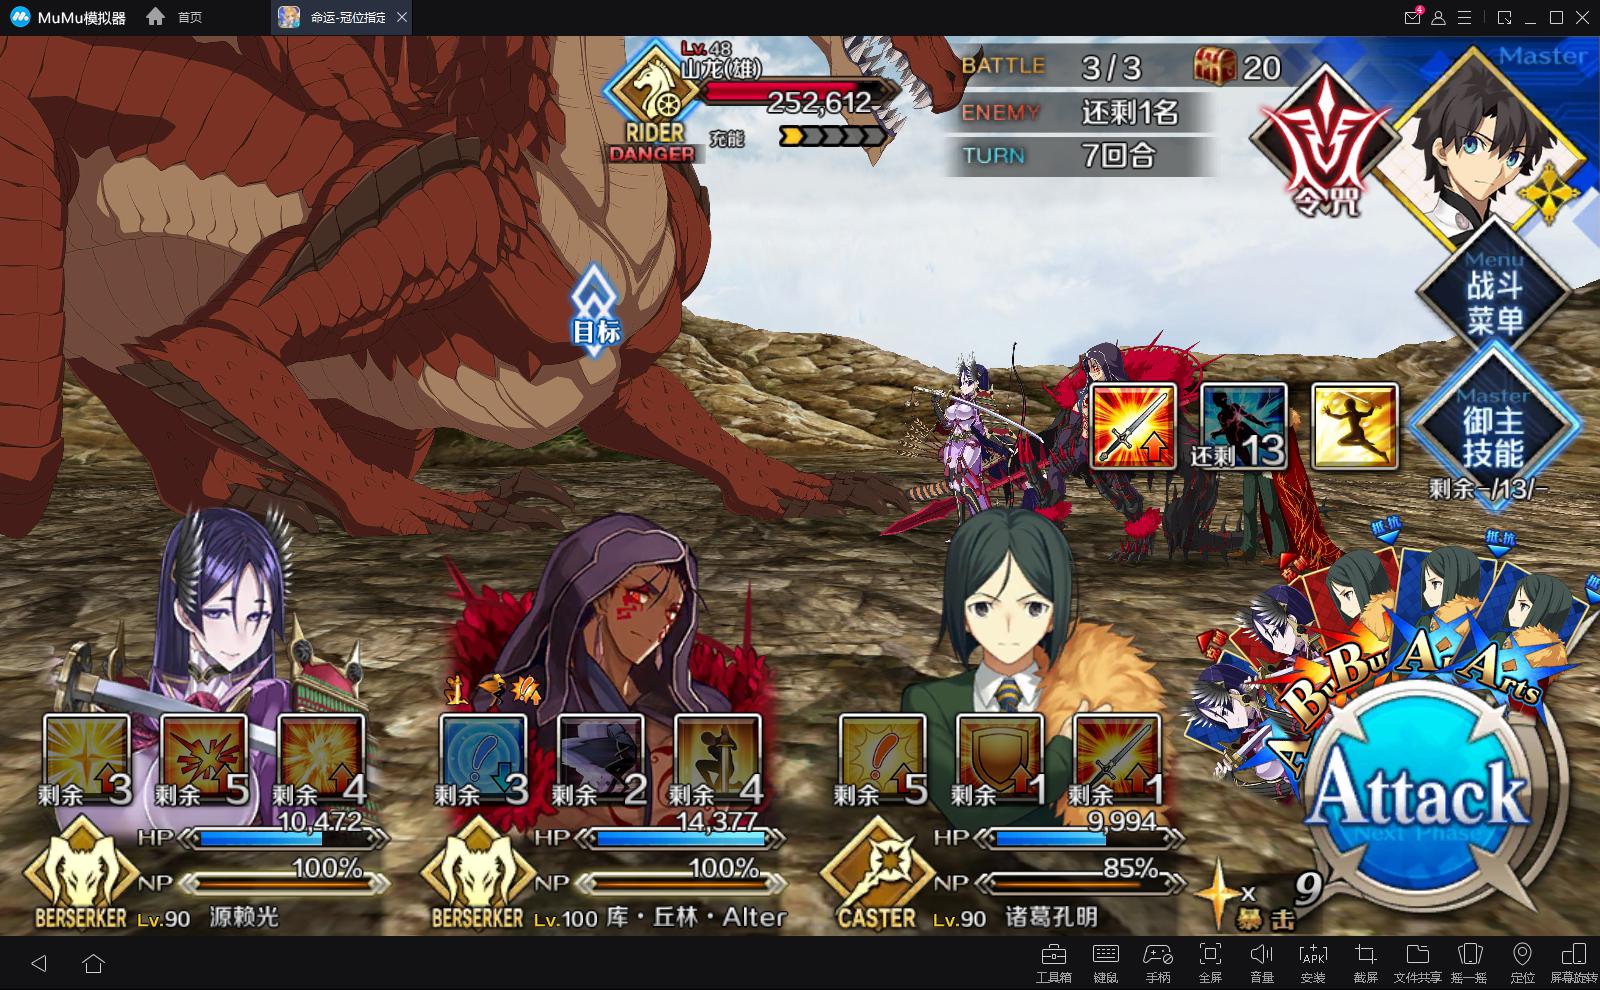 MuMu模拟器
首页
命运-冠位指定
4
Lv.48
山龙(雄)
252,612
RIDER
DANGER
充能
BATTLE 3/3
20
ENEMY 还剩1名
TURN 7回合
Master
令咒
Menu
战斗
菜单
目标
Master
御主
技能
还剩 13
剩余-/13/-
抵抗
抵抗
Arts
Attack
Next Phase
剩余 3
剩余 5
剩余 4
剩余 3
剩余 2
剩余 4
剩余 5
剩余 1
剩余 1
HP 10,472
NP 100%
BERSERKER Lv.90 源赖光
HP 14,377
NP 100%
BERSERKER Lv.100 库·丘林·Alter
HP 9,994
NP 85%
CASTER Lv.90 诸葛孔明
x 9
暴击
工具箱
键鼠
手柄
全屏
音量
APK
安装
截屏
文件共享
摇一摇
定位
屏幕旋转